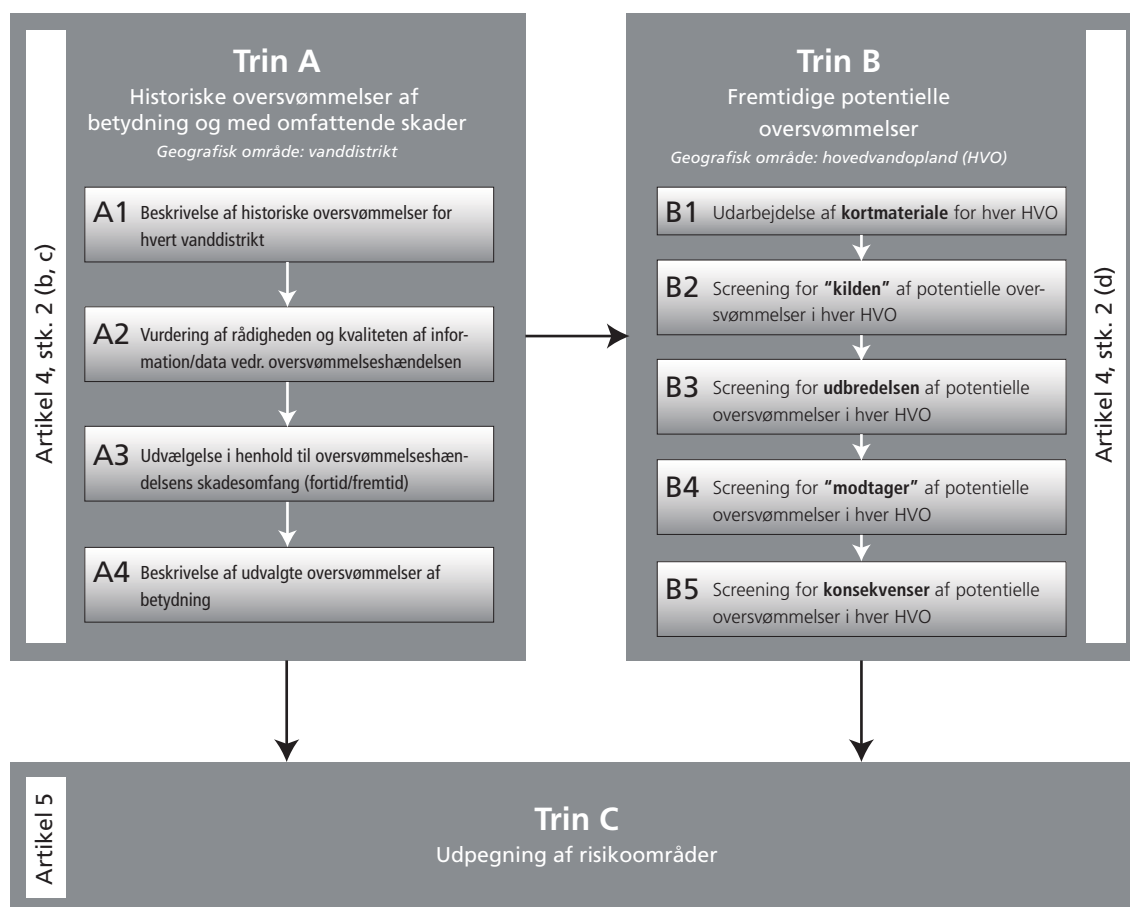 Artikel 4, stk. 2 (b, c)
Trin A
Historiske oversvømmelser af
betydning og med omfattende skader
Geografisk område: vanddistrikt
A1 Beskrivelse af historiske oversvømmelser for
hvert vanddistrikt
A2 Vurdering af rådigheden og kvaliteten af infor-
mation/data vedr. oversvømmelseshændelsen
A3 Udvælgelse i henhold til oversvømmelseshæn-
delsens skadesomfang (fortid/fremtid)
A4 Beskrivelse af udvalgte oversvømmelser af
betydning
Trin B
Fremtidige potentielle
oversvømmelser
Geografisk område: hovedvandopland (HVO)
B1 Udarbejdelse af kortmateriale for hver HVO
B2 Screening for "kilden" af potentielle over-
svømmelser i hver HVO
B3 Screening for udbredelsen af potentielle
oversvømmelser i hver HVO
B4 Screening for "modtager" af potentielle
oversvømmelser i hver HVO
B5 Screening for konsekvenser af potentielle
oversvømmelser i hver HVO
Artikel 4, stk. 2 (d)
Artikel 5
Trin C
Udpegning af risikoområder